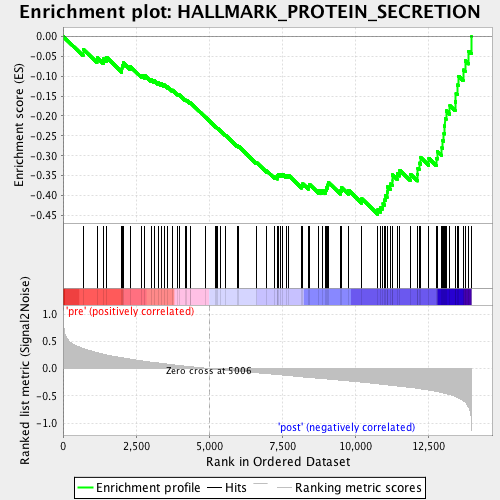 Enrichment plot: HALLMARK_PROTEIN_SECRETION
Enrichment score (ES)
0.00
-0.05
-0.10
-0.15
-0.20
-0.25
-0.30
-0.35
-0.40
-0.45
Ranked list metric (Signal2Noise)
'pre' (positively correlated)
1.0
0.5
0.0
-0.5
-1.0
Zero cross at 5006
'post' (negatively correlated)
0
2,500
5,000
7,500
10,000
12,500
Rank in Ordered Dataset
Enrichment profile
Hits
Ranking metric scores